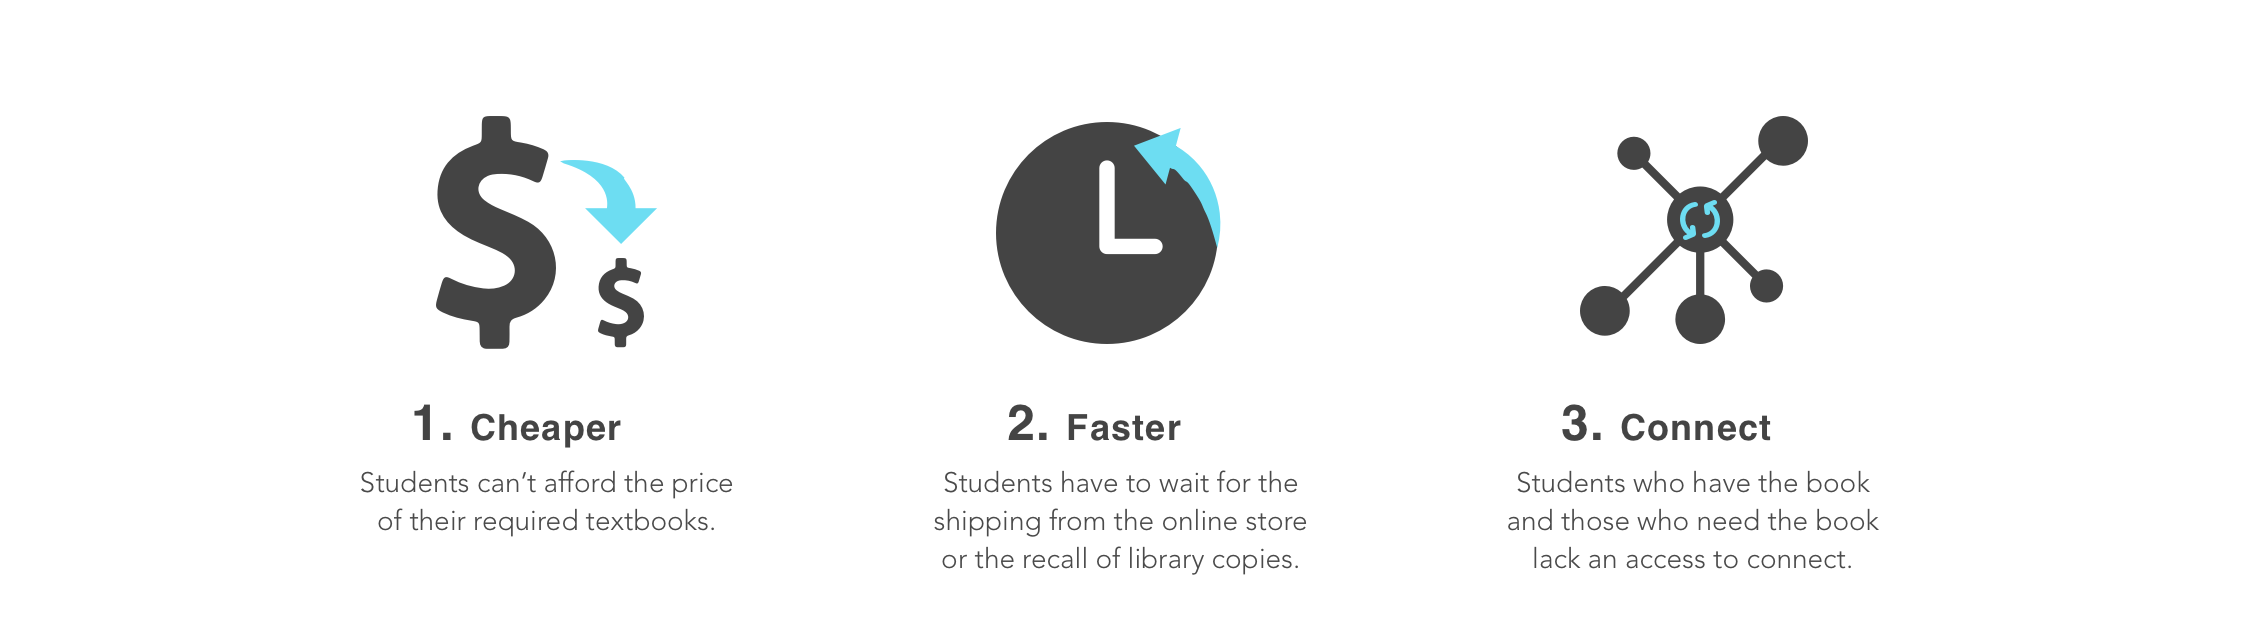 1. Cheaper
Students can’t afford the price
of their required textbooks.
2. Faster
Students have to wait for the
shipping from the online store
or the recall of library copies.
3. Connect
Students who have the book
and those who need the book
lack an access to connect.